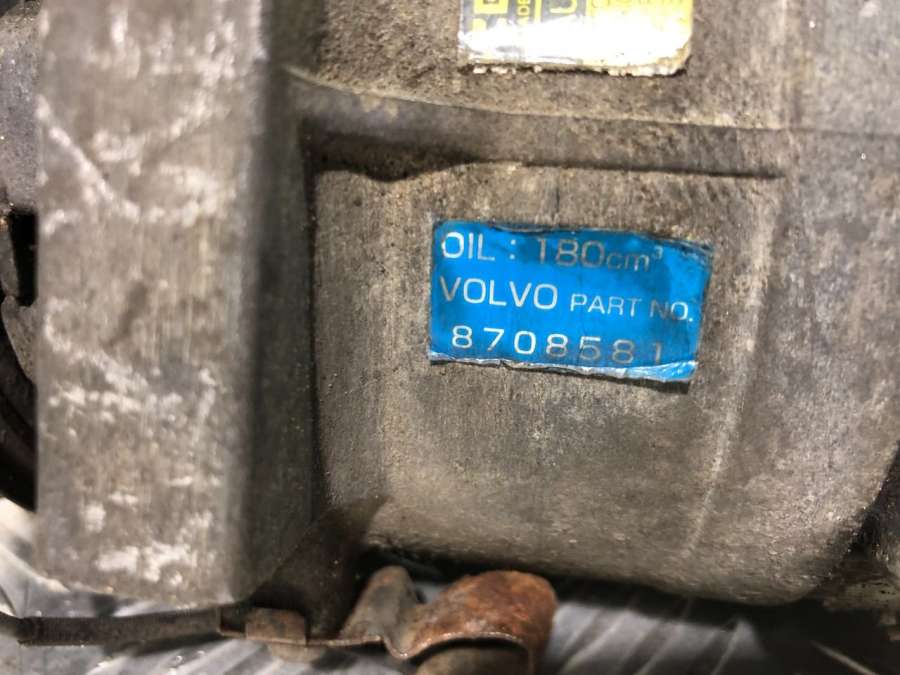 OIL : 180cm³
VOLVO PART NO.
8708581